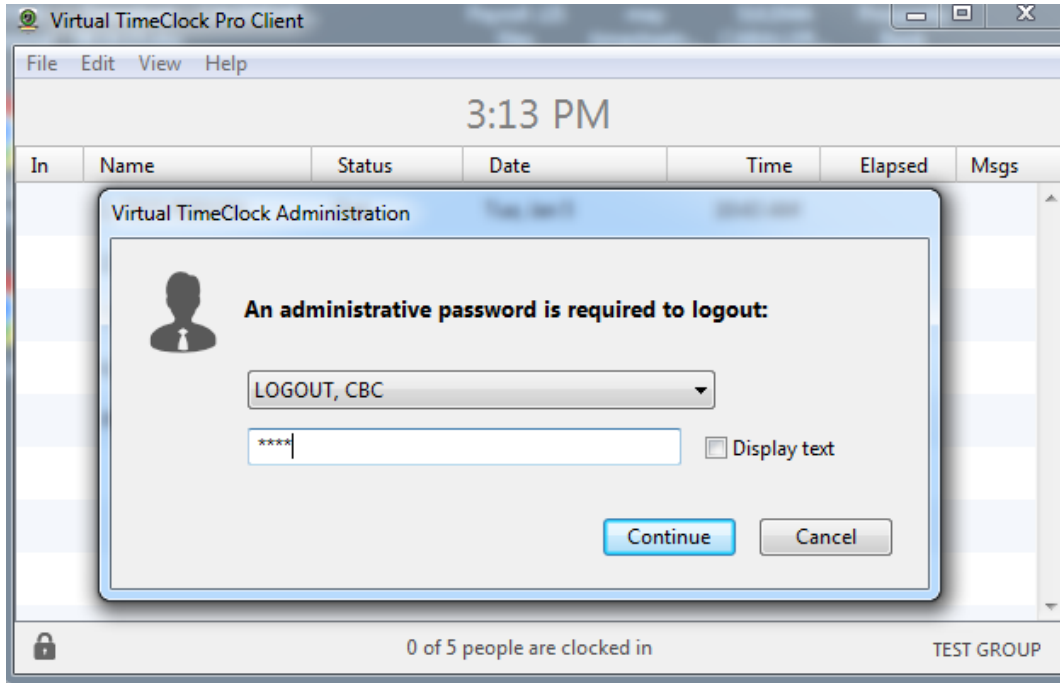 Virtual TimeClock Pro Client
File Edit View Help
3:13 PM
In Name Status Date Time Elapsed Msgs
Virtual TimeClock Administration
An administrative password is required to logout:
LOGOUT, CBC
****
Display text
Continue Cancel
0 of 5 people are clocked in
TEST GROUP